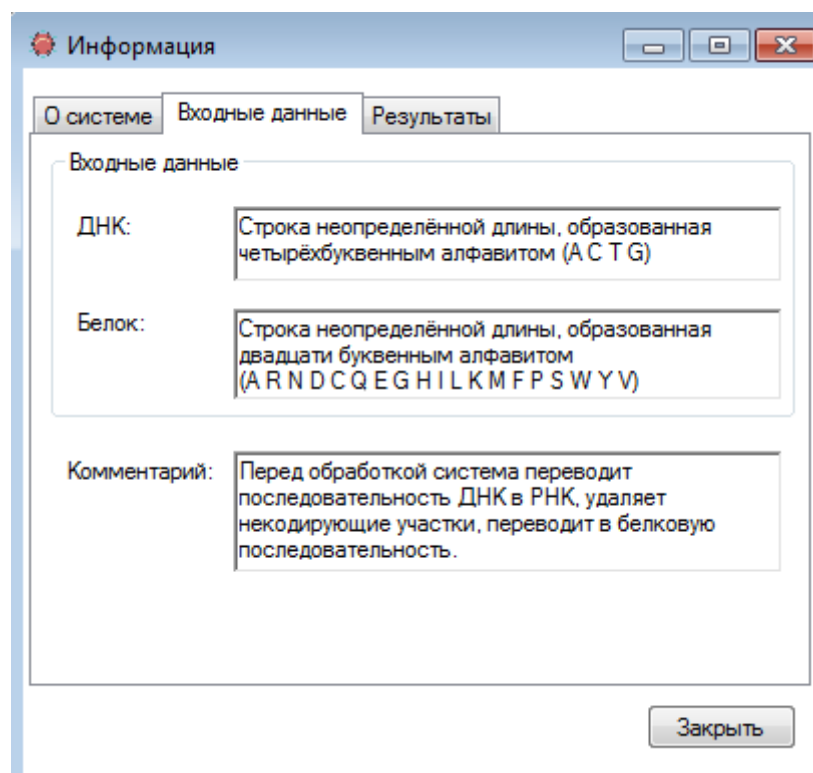 Информация
О системе Входные данные Результаты
Входные данные
ДНК:
Строка неопределённой длины, образованная
четырёхбуквенным алфавитом (A C T G)
Белок:
Строка неопределённой длины, образованная
двадцати буквенным алфавитом
(A R N D C Q E G H I L K M F P S W Y V)
Комментарий:
Перед обработкой система переводит
последовательность ДНК в РНК, удаляет
некодирующие участки, переводит в белковую
последовательность.
Закрыть